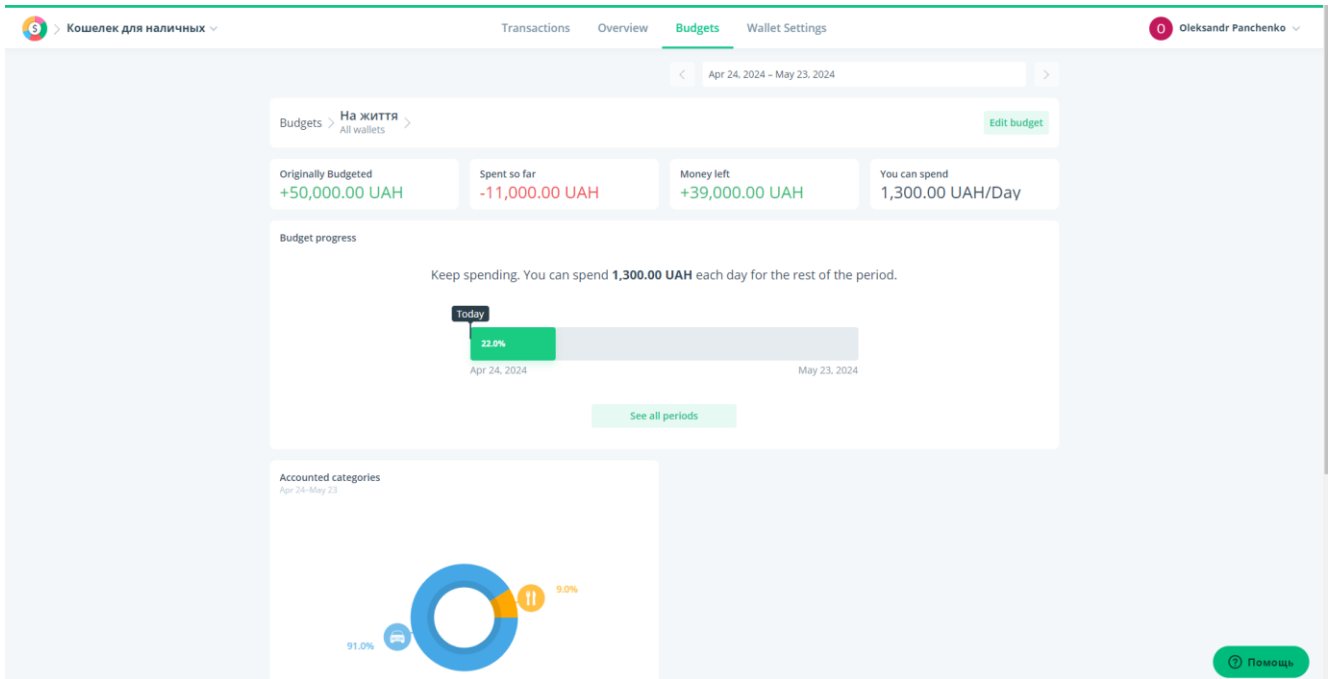 S
Кошелек для наличных
Transactions Overview Budgets Wallet Settings
O Oleksandr Panchenko
Apr 24, 2024 – May 23, 2024
Budgets
На життя
All wallets
Edit budget
Originally Budgeted
+50,000.00 UAH
Spent so far
-11,000.00 UAH
Money left
+39,000.00 UAH
You can spend
1,300.00 UAH/Day
Budget progress
Keep spending. You can spend 1,300.00 UAH each day for the rest of the period.
Today
22.0%
Apr 24, 2024 May 23, 2024
See all periods
Accounted categories
Apr 24–May 23
9.0%
91.0%
Помощь